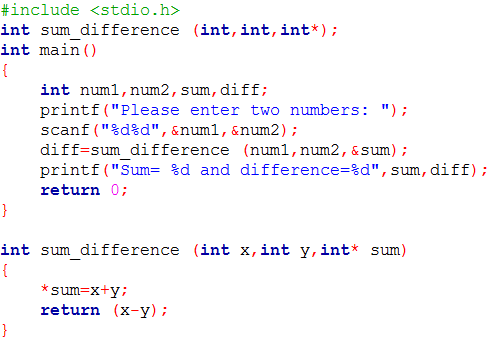 #include <stdio.h>
int sum_difference (int,int,int*);
int main()
{
    int num1,num2,sum,diff;
    printf("Please enter two numbers: ");
    scanf("%d%d",&num1,&num2);
    diff=sum_difference (num1,num2,&sum);
    printf("Sum= %d and difference=%d",sum,diff);
    return 0;
}

int sum_difference (int x,int y,int* sum)
{
    *sum=x+y;
    return (x-y);
}